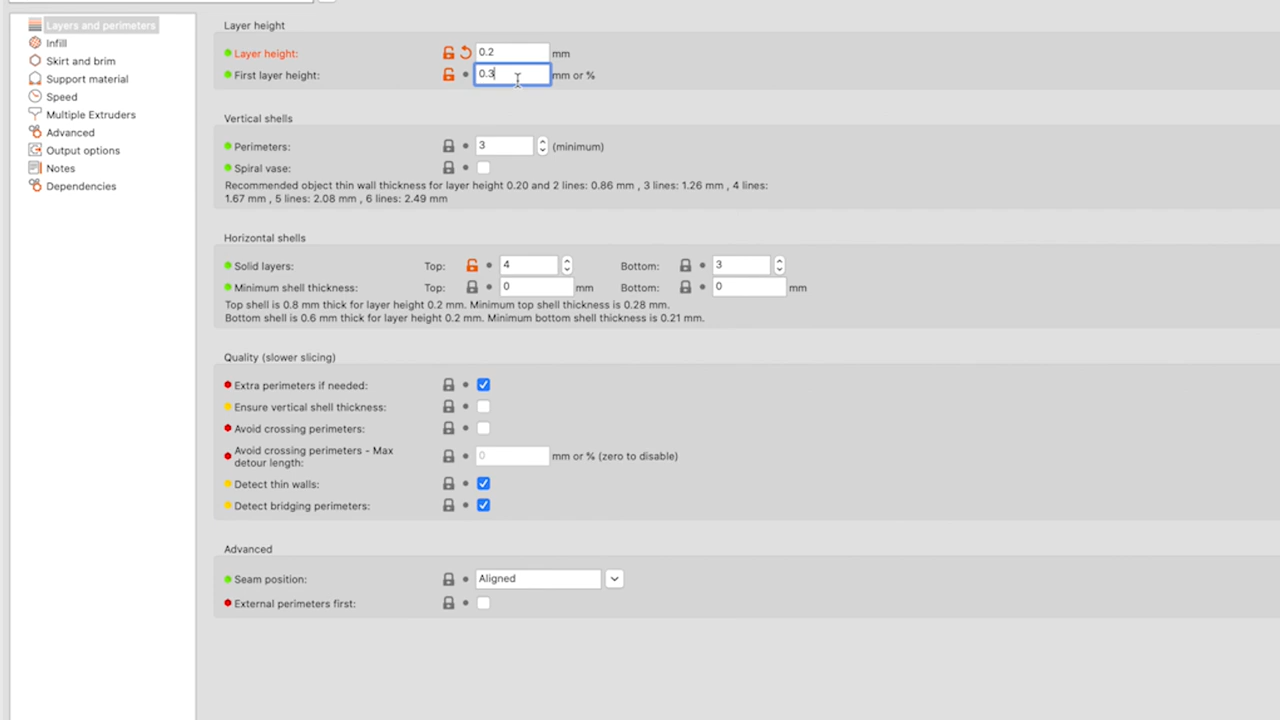 Layers and perimeters
Infill
Skirt and brim
Support material
Speed
Multiple Extruders
Advanced
Output options
Notes
Dependencies
Layer height
Layer height: 0.2 mm
First layer height: 0.3 mm or %
Vertical shells
Perimeters: 3 (minimum)
Spiral vase:
Recommended object thin wall thickness for layer height 0.20 and 2 lines: 0.86 mm , 3 lines: 1.26 mm , 4 lines:
1.67 mm , 5 lines: 2.08 mm , 6 lines: 2.49 mm
Horizontal shells
Solid layers: Top: 4 Bottom: 3
Minimum shell thickness: Top: 0 mm Bottom: 0 mm
Top shell is 0.8 mm thick for layer height 0.2 mm. Minimum top shell thickness is 0.28 mm.
Bottom shell is 0.6 mm thick for layer height 0.2 mm. Minimum bottom shell thickness is 0.21 mm.
Quality (slower slicing)
Extra perimeters if needed:
Ensure vertical shell thickness:
Avoid crossing perimeters:
Avoid crossing perimeters - Max
detour length: 0 mm or % (zero to disable)
Detect thin walls:
Detect bridging perimeters:
Advanced
Seam position: Aligned
External perimeters first: